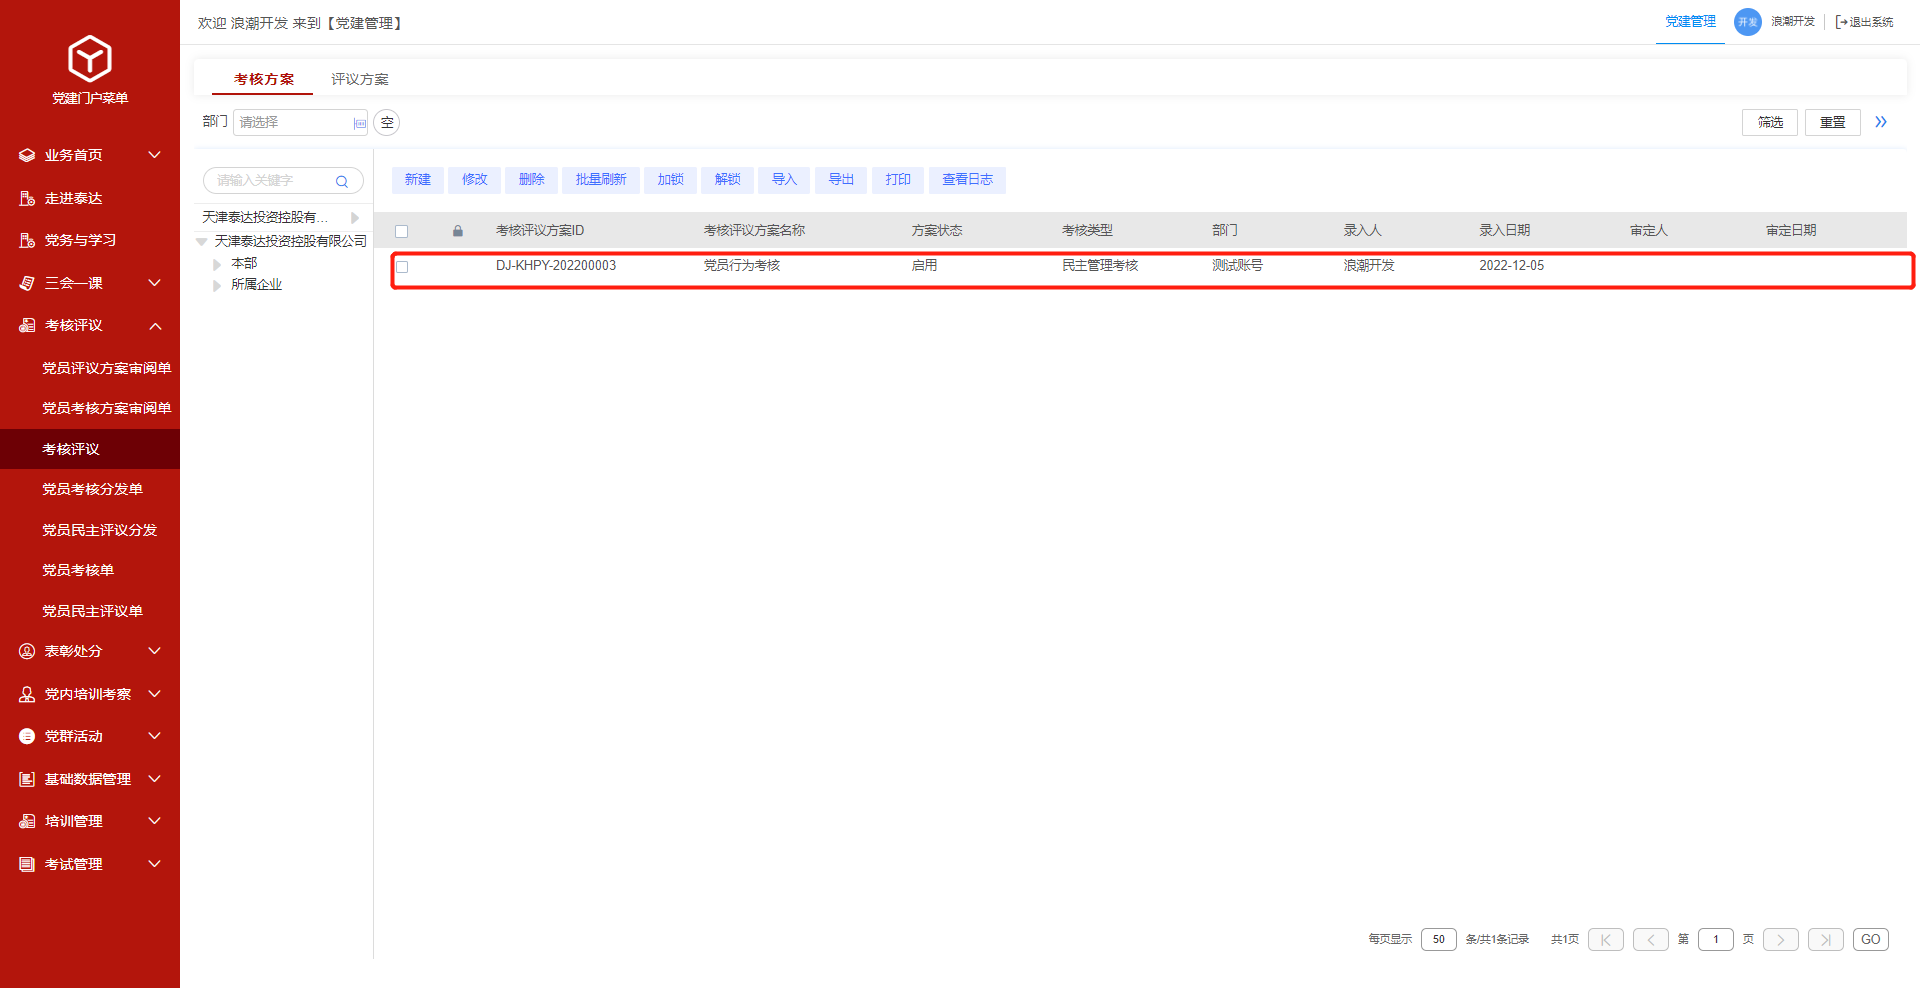 欢迎 浪潮开发 来到【党建管理】
党建管理
开发
浪潮开发
退出系统
党建门户菜单
业务首页
走进泰达
党务与学习
三会一课
考核评议
党员评议方案审阅单
党员考核方案审阅单
考核评议
党员考核分发单
党员民主评议分发
党员考核单
党员民主评议单
表彰处分
党内培训考察
党群活动
基础数据管理
培训管理
考试管理
考核方案 评议方案
部门 请选择 空
筛选 重置
请输入关键字
天津泰达投资控股有...
天津泰达投资控股有限公司
本部
所属企业
新建 修改 删除 批量刷新 加锁 解锁 导入 导出 打印 查看日志
考核评议方案ID 考核评议方案名称 方案状态 考核类型 部门 录入人 录入日期 审定人 审定日期
DJ-KHPY-202200003 党员行为考核 启用 民主管理考核 测试账号 浪潮开发 2022-12-05
每页显示 50 条/共1条记录 共1页 第 1 页 GO